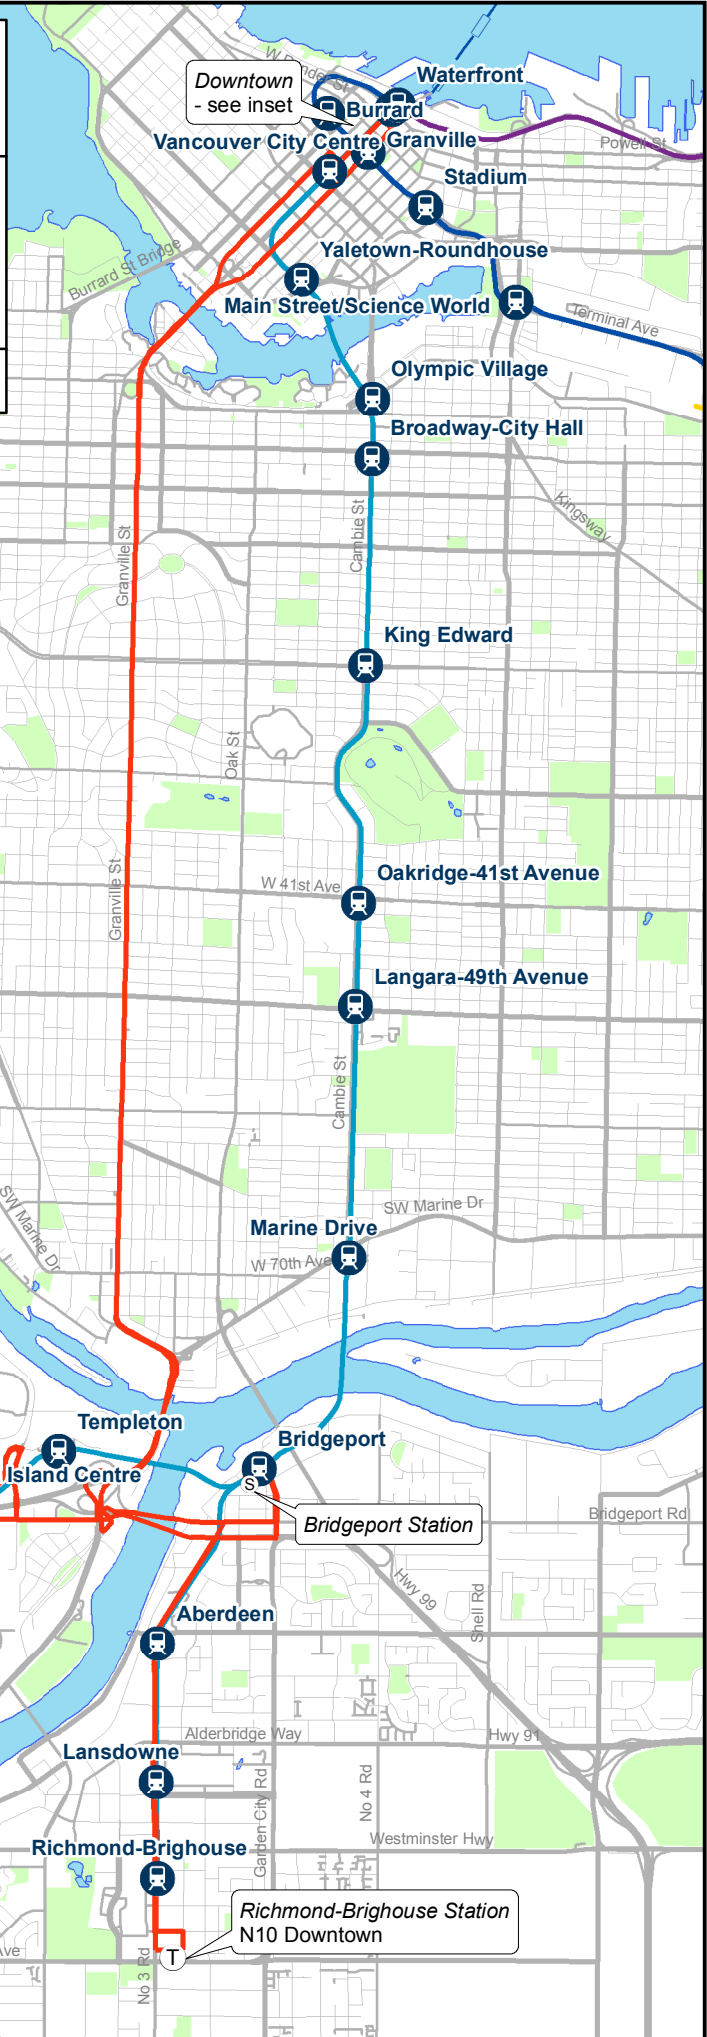 Waterfront
W Pender St
Downtown
- see inset
Burrard
Vancouver City Centre
Granville
Powell St
Stadium
Yaletown-Roundhouse
Burrard St Bridge
Main Street/Science World
Terminal Ave
Olympic Village
Broadway-City Hall
Kingsway
Cambie St
Granville St
King Edward
Oak St
Granville St
W 41st Ave
Oakridge-41st Avenue
Langara-49th Avenue
Cambie St
SW Marine Dr
SW Marine Dr
Marine Drive
W 70th Ave
Templeton
Bridgeport
Island Centre
S
Bridgeport Station
Bridgeport Rd
Hwy 99
Shell Rd
Aberdeen
Alderbridge Way
Hwy 91
Lansdowne
Garden City Rd
No 4 Rd
Westminster Hwy
Richmond-Brighouse
Richmond-Brighouse Station
N10 Downtown
T
No 3 Rd
Ave